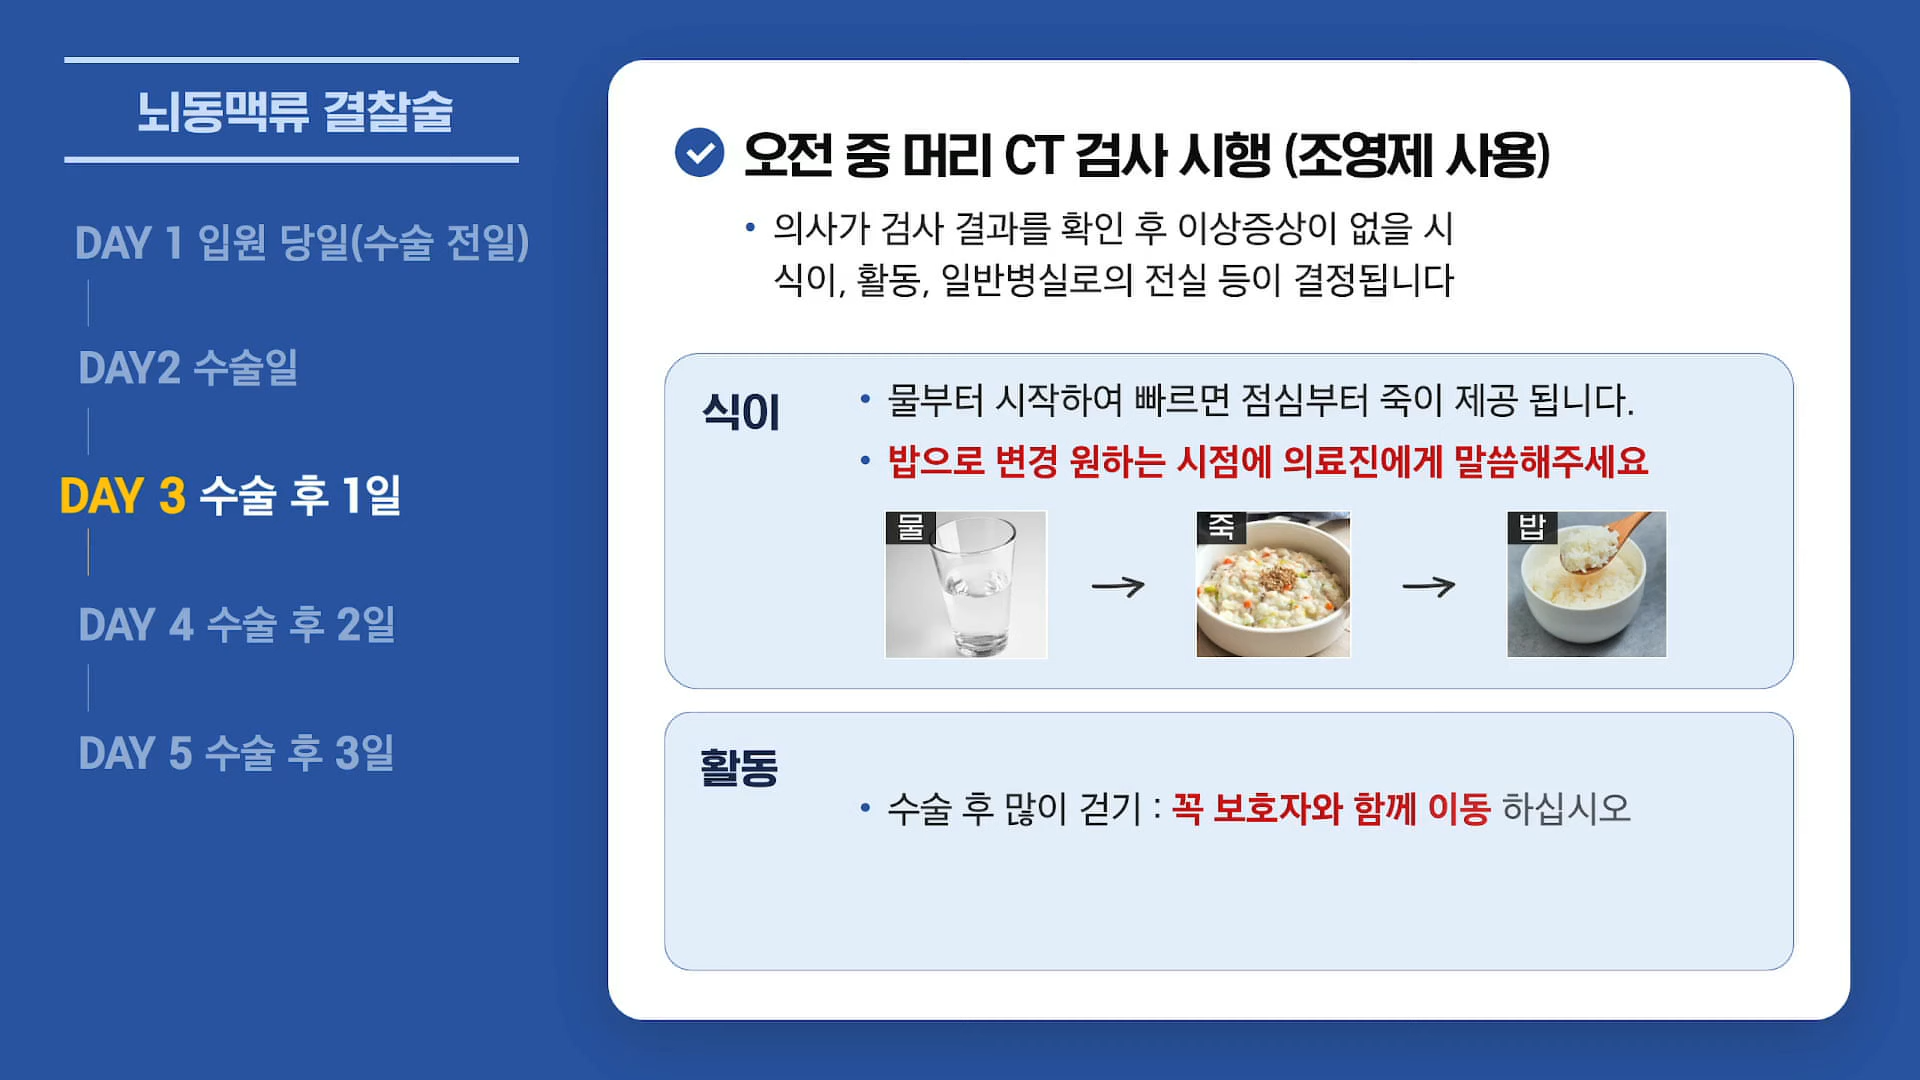 뇌동맥류 결찰술
DAY 1 입원 당일(수술 전일)
DAY2 수술일
DAY 3 수술 후 1일
DAY 4 수술 후 2일
DAY 5 수술 후 3일
오전 중 머리 CT 검사 시행 (조영제 사용)
• 의사가 검사 결과를 확인 후 이상증상이 없을 시
식이, 활동, 일반병실로의 전실 등이 결정됩니다
식이
• 물부터 시작하여 빠르면 점심부터 죽이 제공 됩니다.
• 밥으로 변경 원하는 시점에 의료진에게 말씀해주세요
물 → 죽 → 밥
활동
• 수술 후 많이 걷기 : 꼭 보호자와 함께 이동 하십시오